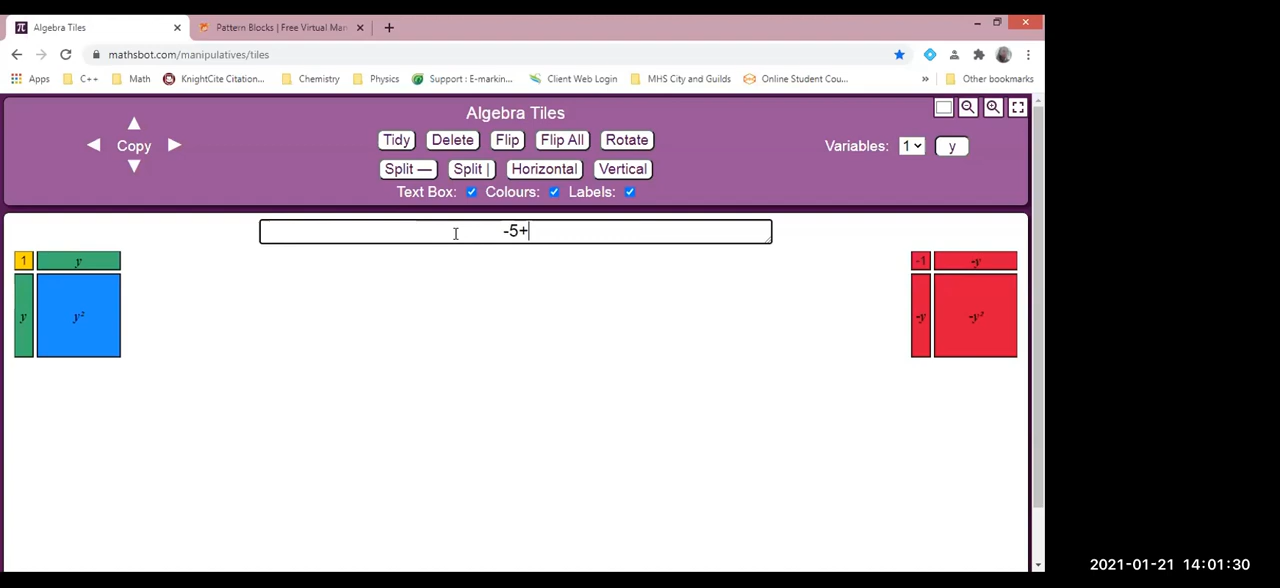 Algebra Tiles
Pattern Blocks | Free Virtual Man
mathsbot.com/manipulatives/tiles
Apps C++ Math KnightCite Citation... Chemistry Physics Support : E-markin... Client Web Login MHS City and Guilds Online Student Cou... » Other bookmarks
Algebra Tiles
Copy
Tidy Delete Flip Flip All Rotate
Variables: 1 y
Split — Split | Horizontal Vertical
Text Box: Colours: Labels:
-5+
1 y -1 -y
y y² -y -y²
2021-01-21 14:01:30